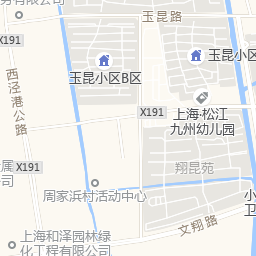 务有限公司
玉昆路
X191
玉昆小区B区
玉昆小区
X191
西泾港公路
上海·松江
九州幼儿园
X191
属
公司
翔昆苑
周家浜村活动中心
小
卫
文翔路
上海和泽园林绿
化工程有限公司